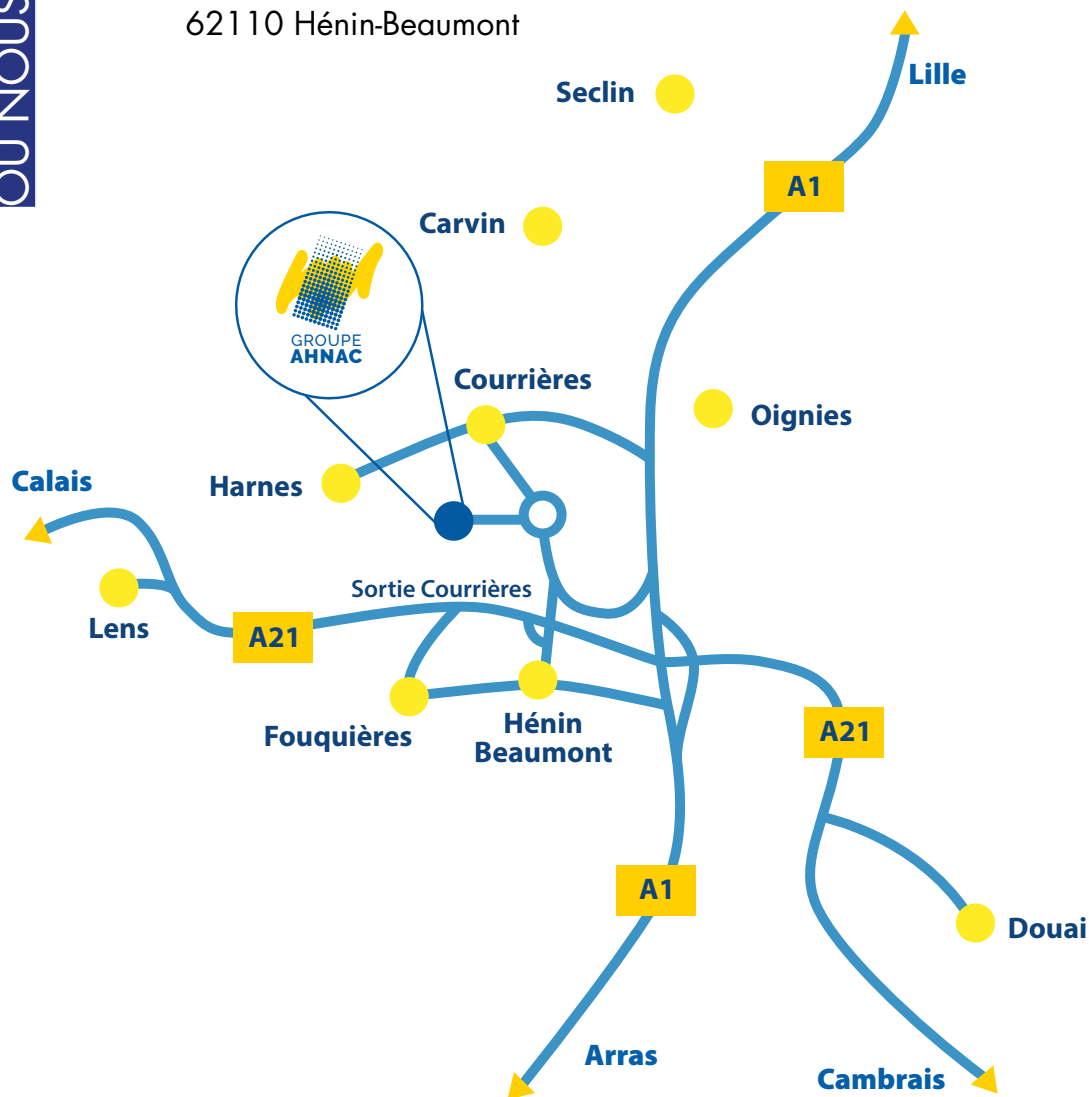 OU NOUS
62110 Hénin-Beaumont
Lille
Seclin
A1
Carvin
GROUPE
AHNAC
Courrières
Oignies
Calais
Harnes
Sortie Courrières
Lens
A21
Fouquières
Hénin
Beaumont
A21
A1
Douai
Arras
Cambrais